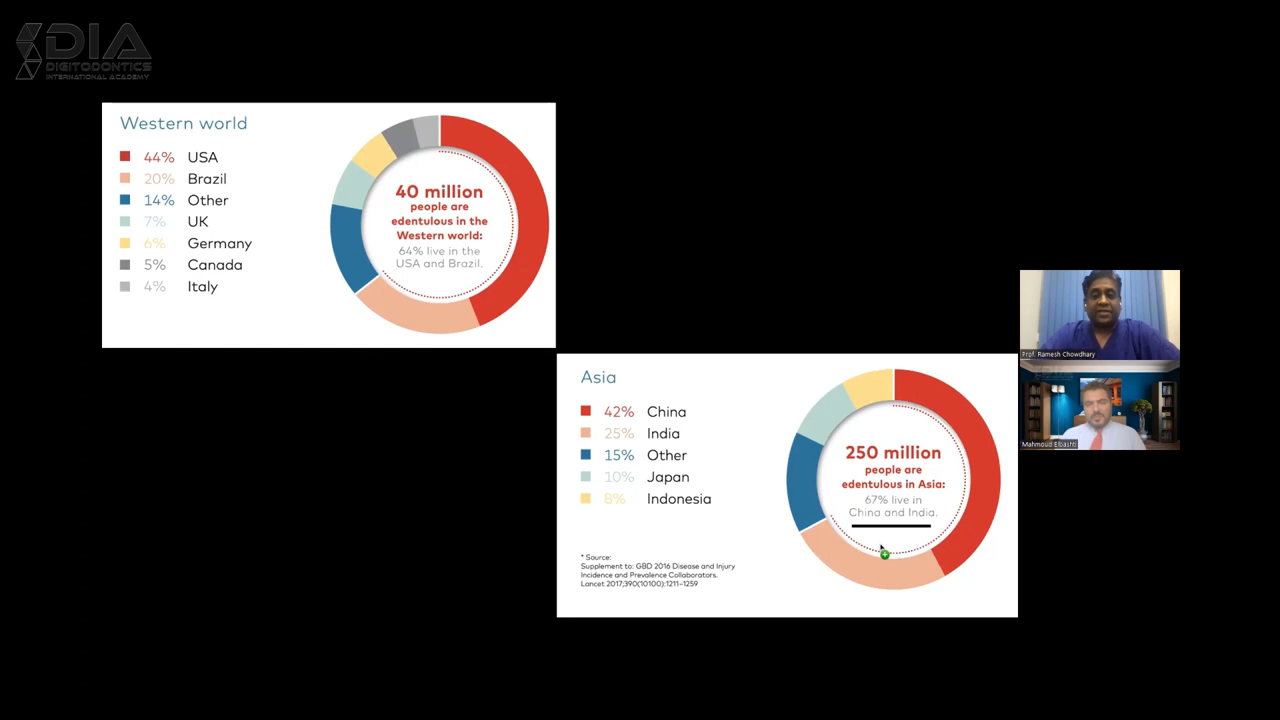 DIA
DIGITODONTICS
INTERNATIONAL ACADEMY
Western world
44% USA
20% Brazil
14% Other
7% UK
6% Germany
5% Canada
4% Italy
40 million
people are
edentulous in the
Western world:
64% live in the
USA and Brazil.
Asia
42% China
25% India
15% Other
10% Japan
8% Indonesia
250 million
people are
edentulous in Asia:
67% live in
China and India.
* Source:
Supplement to: GBD 2016 Disease and Injury
Incidence and Prevalence Collaborators.
Lancet 2017;390(10100):1211–1259
Prof. Ramesh Chowdhary
Mahmoud Elbashti